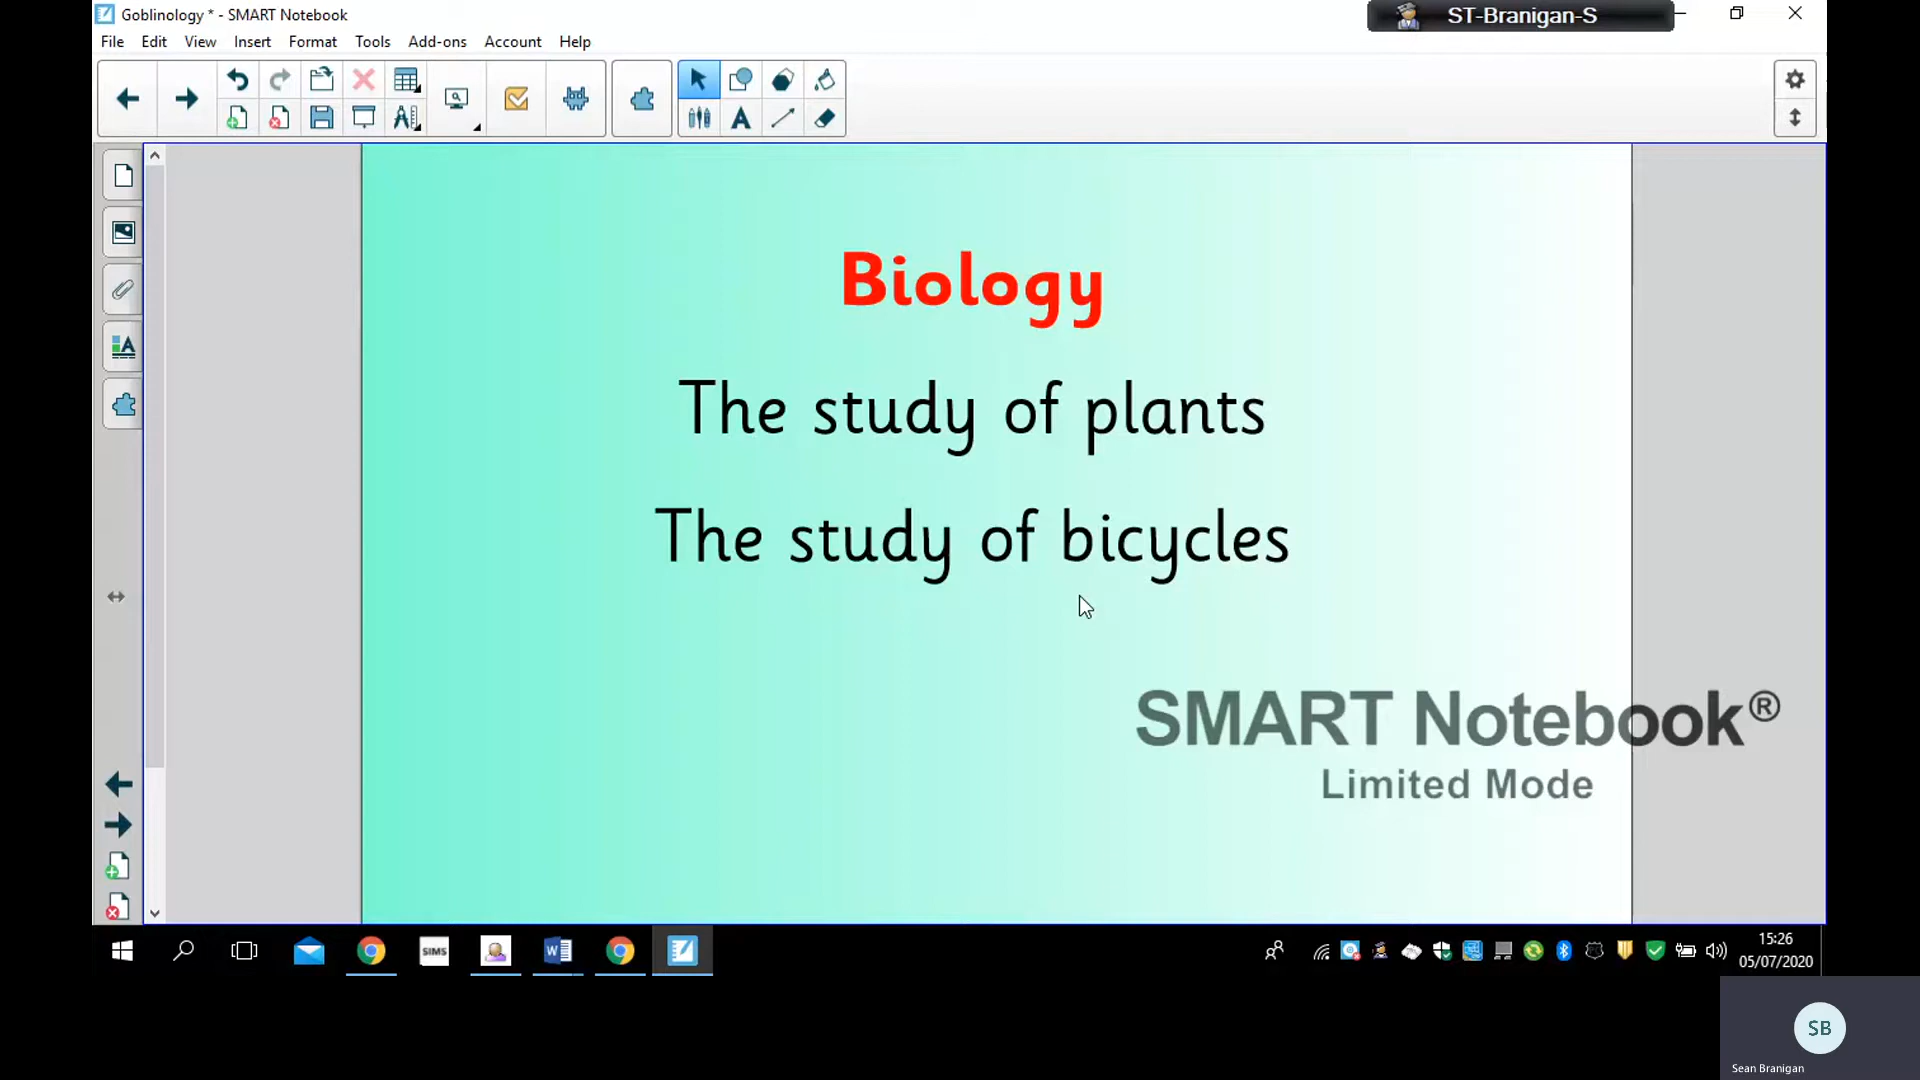 Goblinology * - SMART Notebook
ST-Branigan-S
File Edit View Insert Format Tools Add-ons Account Help
Biology
The study of plants
The study of bicycles
SMART Notebook®
Limited Mode
SIMS
15:26
05/07/2020
SB
Sean Branigan